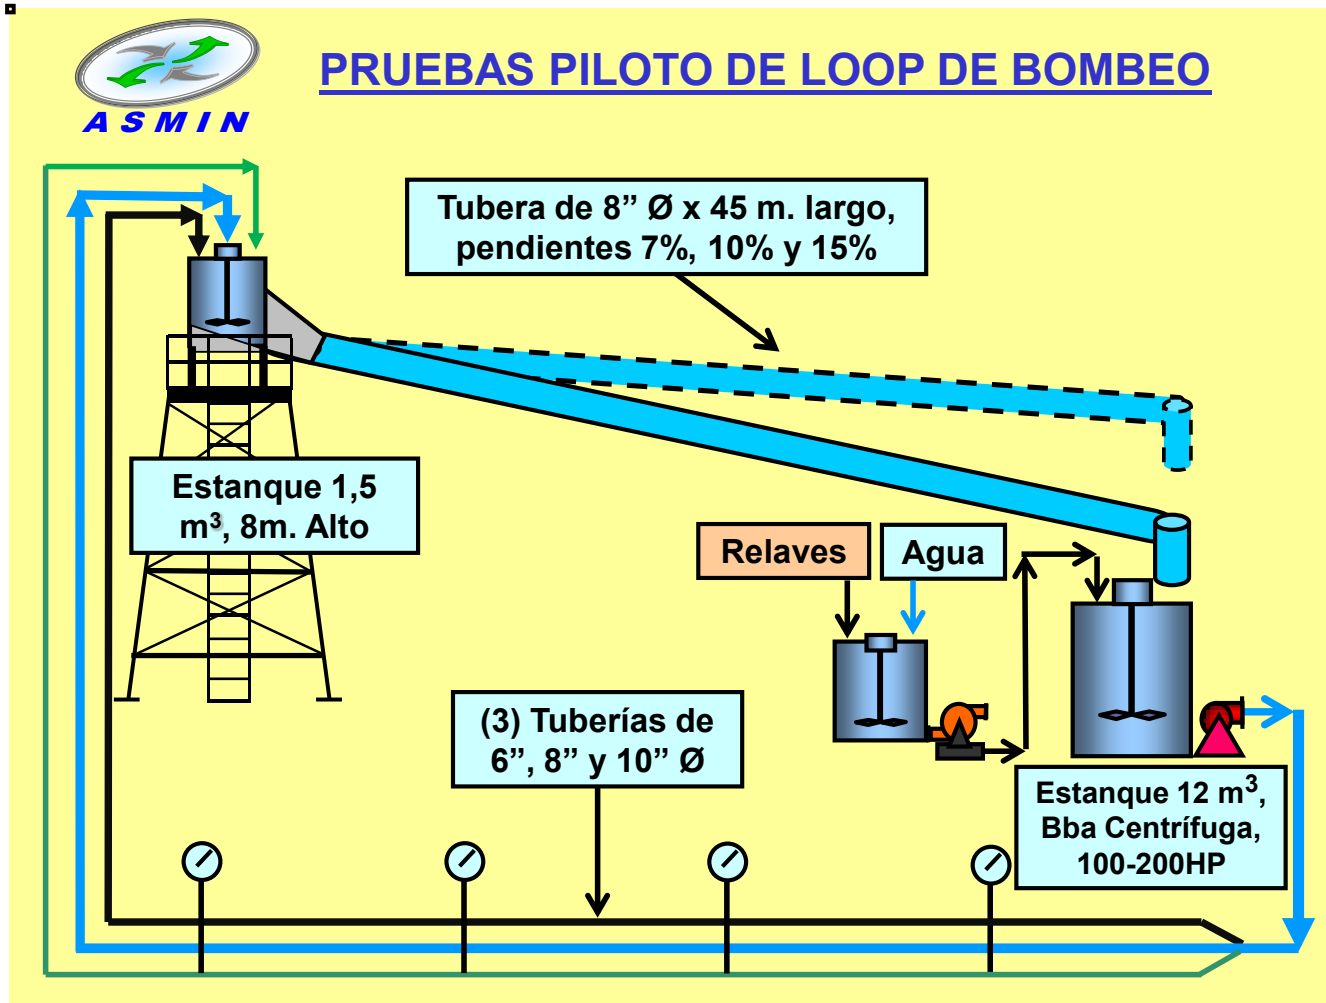 PRUEBAS PILOTO DE LOOP DE BOMBEO
ASMIN
Tubera de 8” Ø x 45 m. largo,
pendientes 7%, 10% y 15%
Estanque 1,5
m³, 8m. Alto
Relaves
Agua
(3) Tuberías de
6”, 8” y 10” Ø
Estanque 12 m³,
Bba Centrífuga,
100-200HP